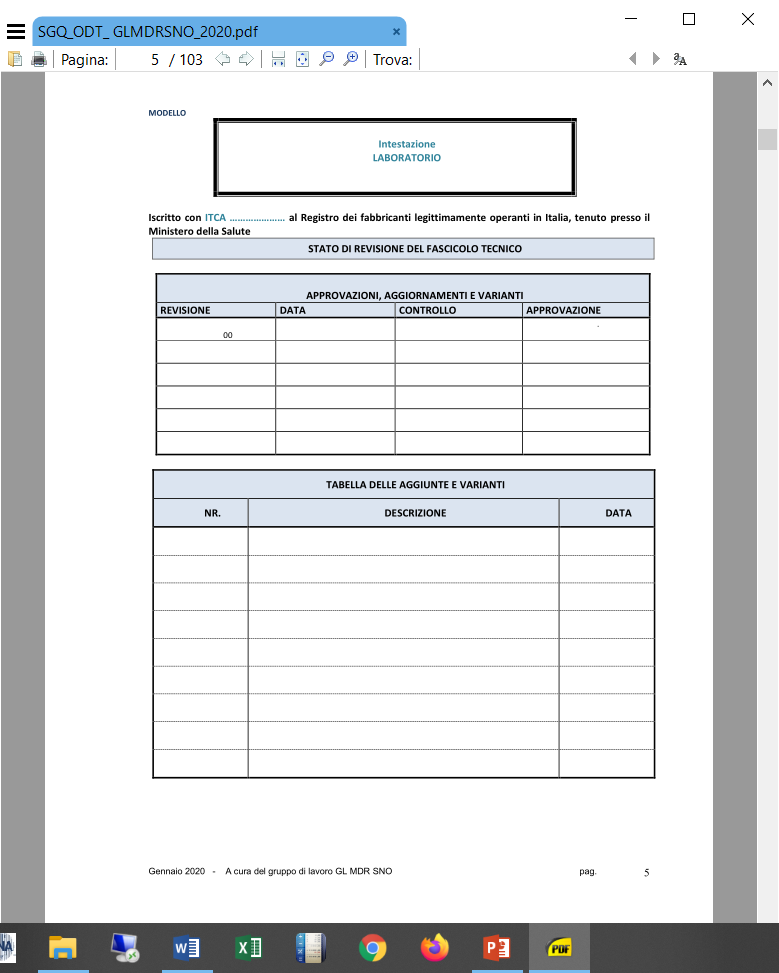 SGQ_ODT_ GLMDRSNO_2020.pdf
Pagina: 5 / 103 Trova:
MODELLO
Intestazione
LABORATORIO
Iscritto con ITCA ………………… al Registro dei fabbricanti legittimamente operanti in Italia, tenuto presso il
Ministero della Salute
STATO DI REVISIONE DEL FASCICOLO TECNICO
APPROVAZIONI, AGGIORNAMENTI E VARIANTI
REVISIONE DATA CONTROLLO APPROVAZIONE
00
TABELLA DELLE AGGIUNTE E VARIANTI
NR. DESCRIZIONE DATA
Gennaio 2020 - A cura del gruppo di lavoro GL MDR SNO pag. 5
PDF